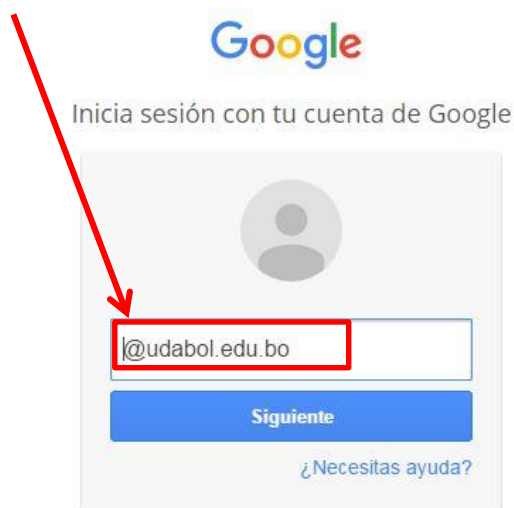 Google
Inicia sesión con tu cuenta de Google
@udabol.edu.bo
Siguiente
¿Necesitas ayuda?